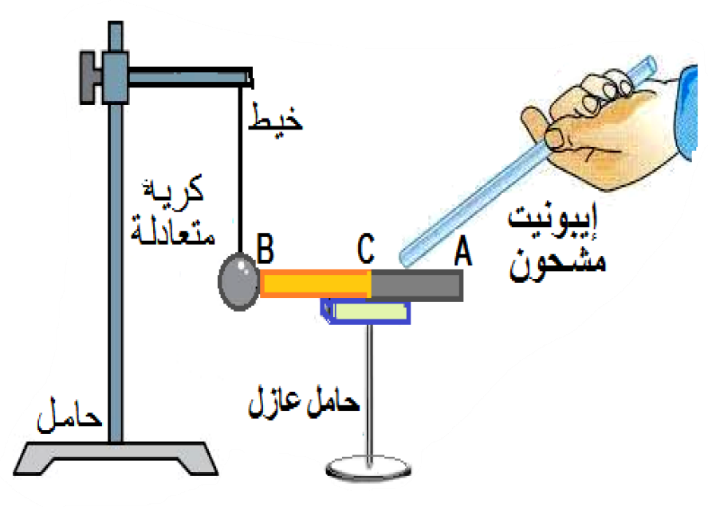 خيط
كرية
متعادلة
B
C
A
إيبونيت
مشحون
حامل
حامل عازل